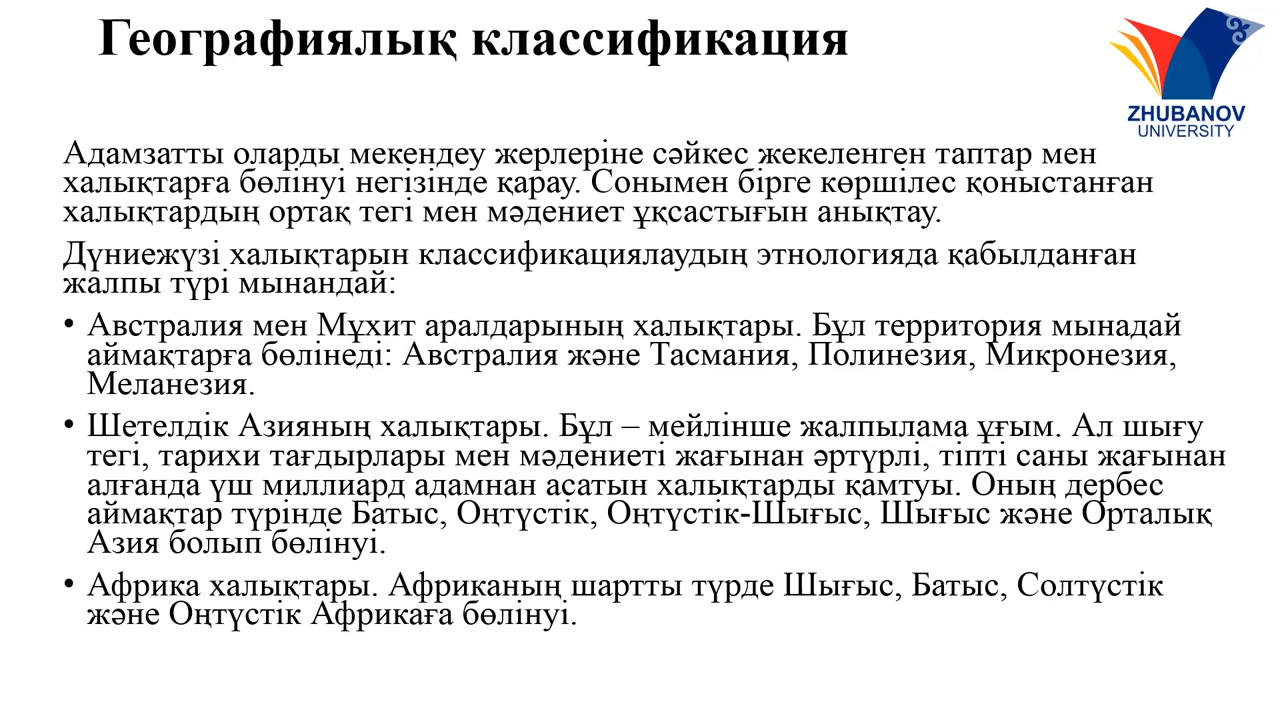 Географиялық классификация
ZHUBANOV
UNIVERSITY
Адамзатты оларды мекендеу жерлеріне сәйкес жекеленген таптар мен
халықтарға бөлінуі негізінде қарау. Сонымен бірге көршілес қоныстанған
халықтардың ортақ тегі мен мәдениет ұқсастығын анықтау.
Дүниежүзі халықтарын классификациялаудың этнологияда қабылданған
жалпы түрі мынандай:
• Австралия мен Мұхит аралдарының халықтары. Бұл территория мынадай
аймақтарға бөлінеді: Австралия және Тасмания, Полинезия, Микронезия,
Меланезия.
• Шетелдік Азияның халықтары. Бұл – мейлінше жалпылама ұғым. Ал шығу
тегі, тарихи тағдырлары мен мәдениеті жағынан әртүрлі, тіпті саны жағынан
алғанда үш миллиард адамнан асатын халықтарды қамтуы. Оның дербес
аймақтар түрінде Батыс, Оңтүстік, Оңтүстік-Шығыс, Шығыс және Орталық
Азия болып бөлінуі.
• Африка халықтары. Африканың шартты түрде Шығыс, Батыс, Солтүстік
және Оңтүстік Африкаға бөлінуі.